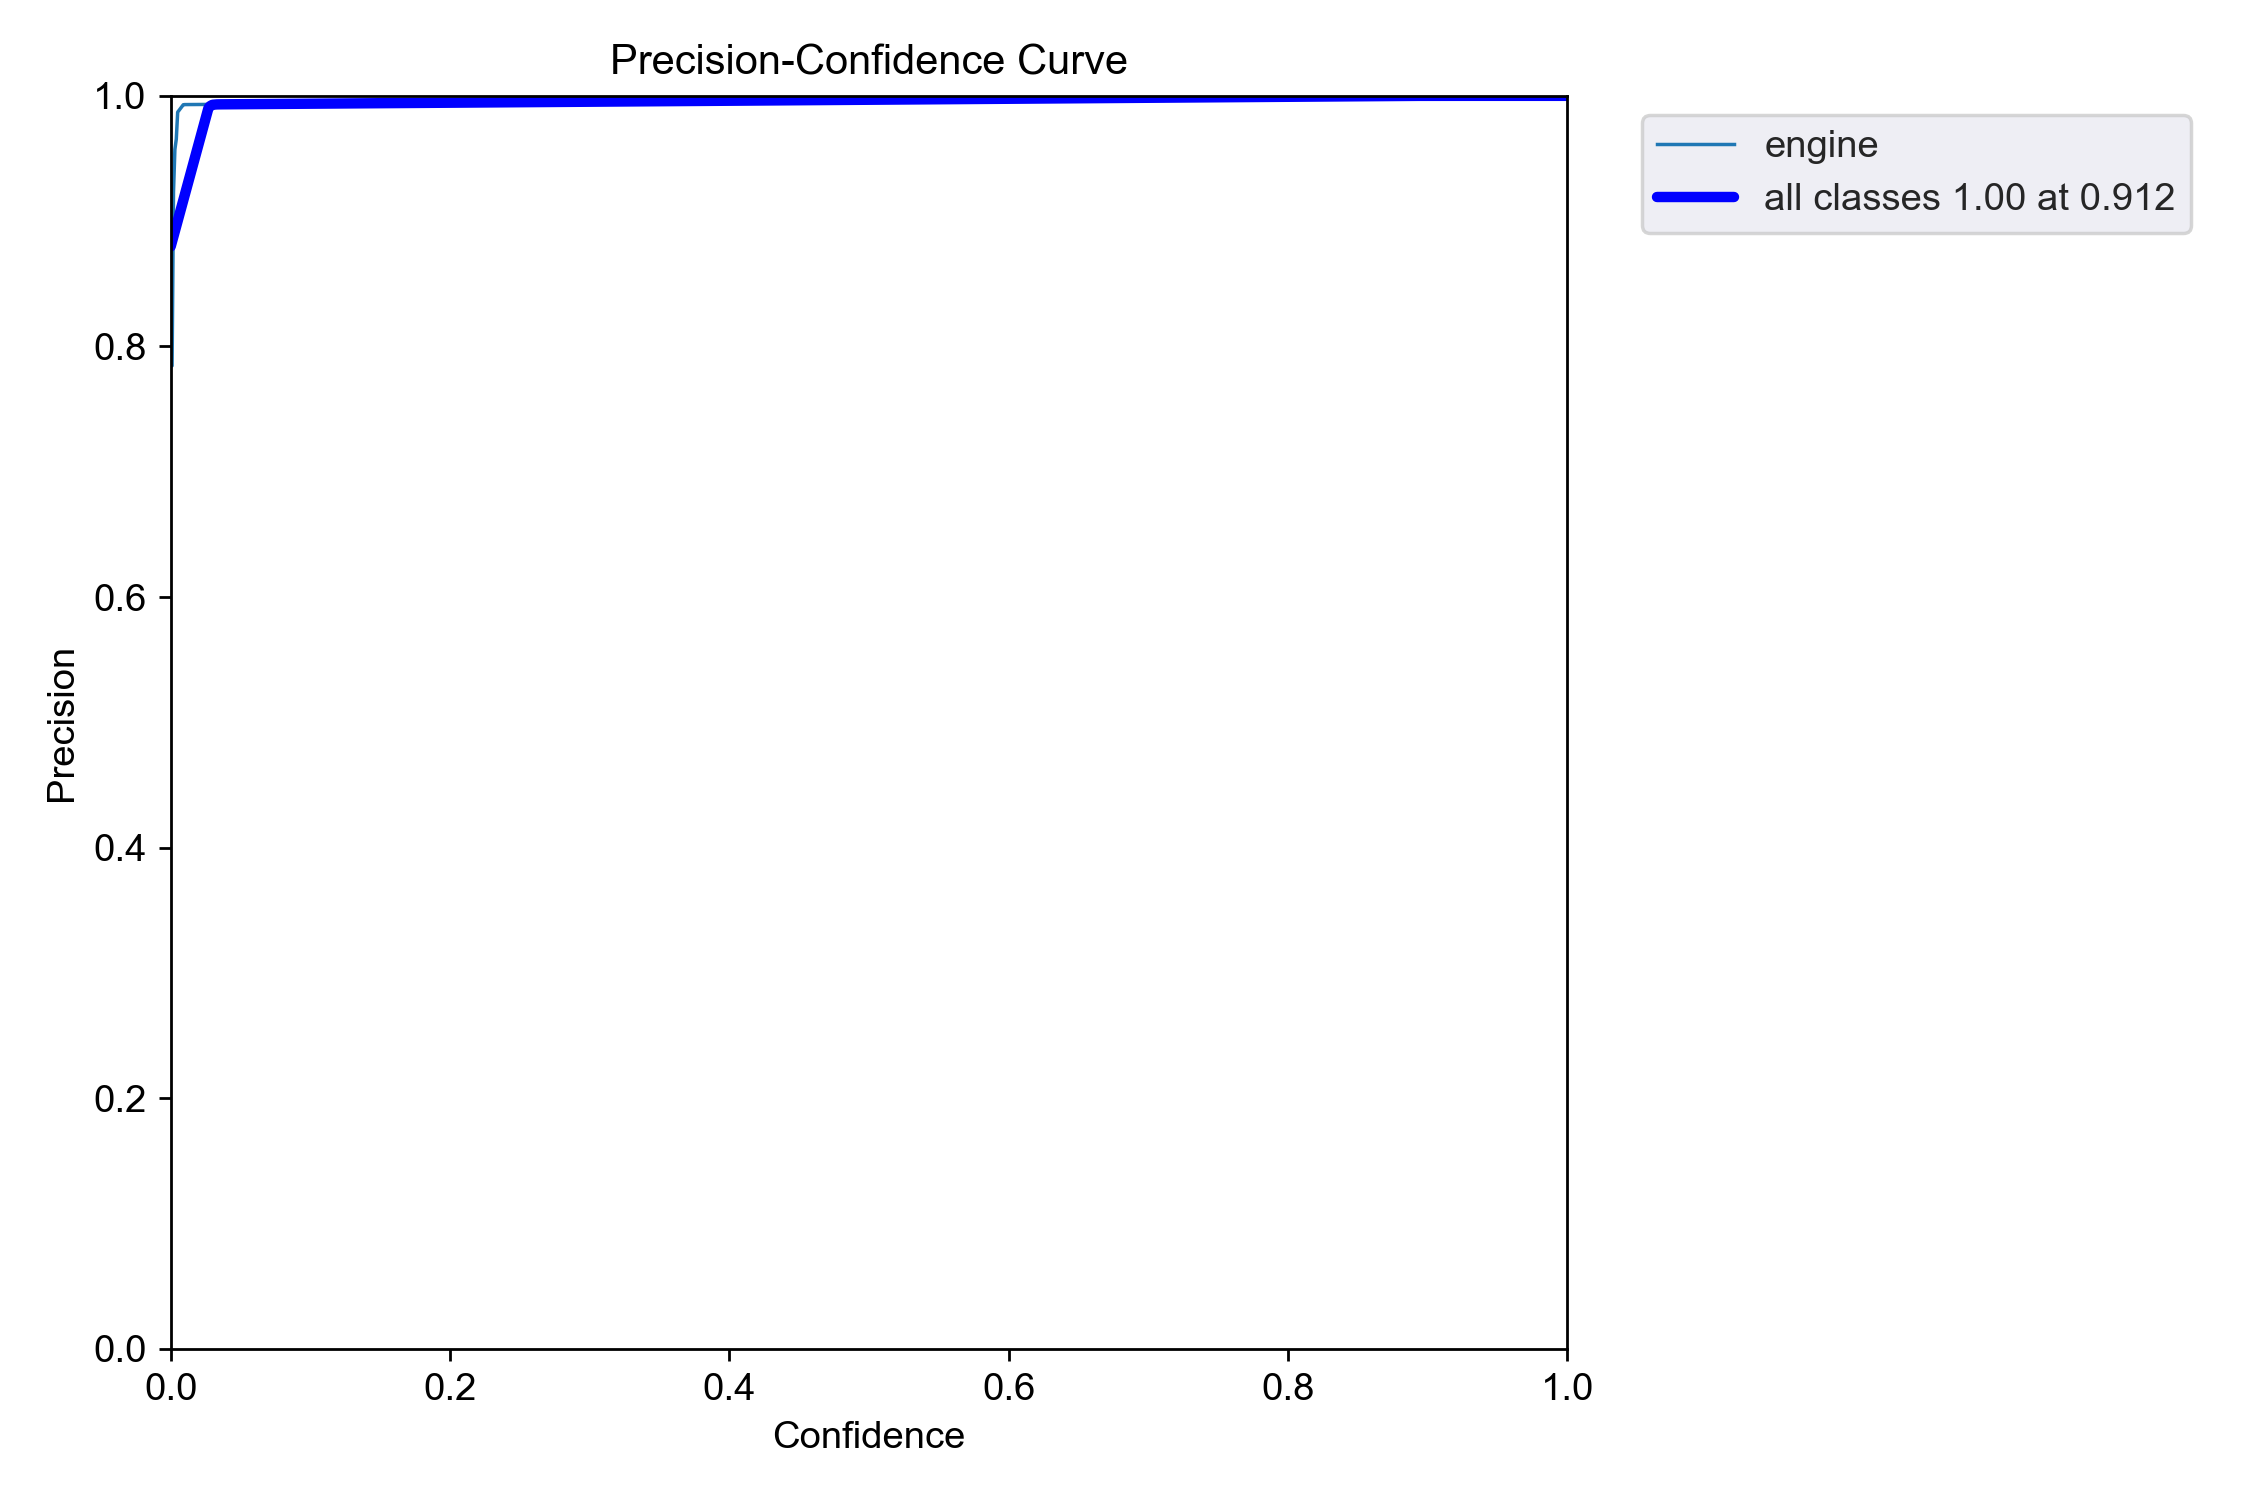 Precision-Confidence Curve
1.0
0.8
0.6
0.4
0.2
0.0
Precision
0.0 0.2 0.4 0.6 0.8 1.0
Confidence
engine
all classes 1.00 at 0.912